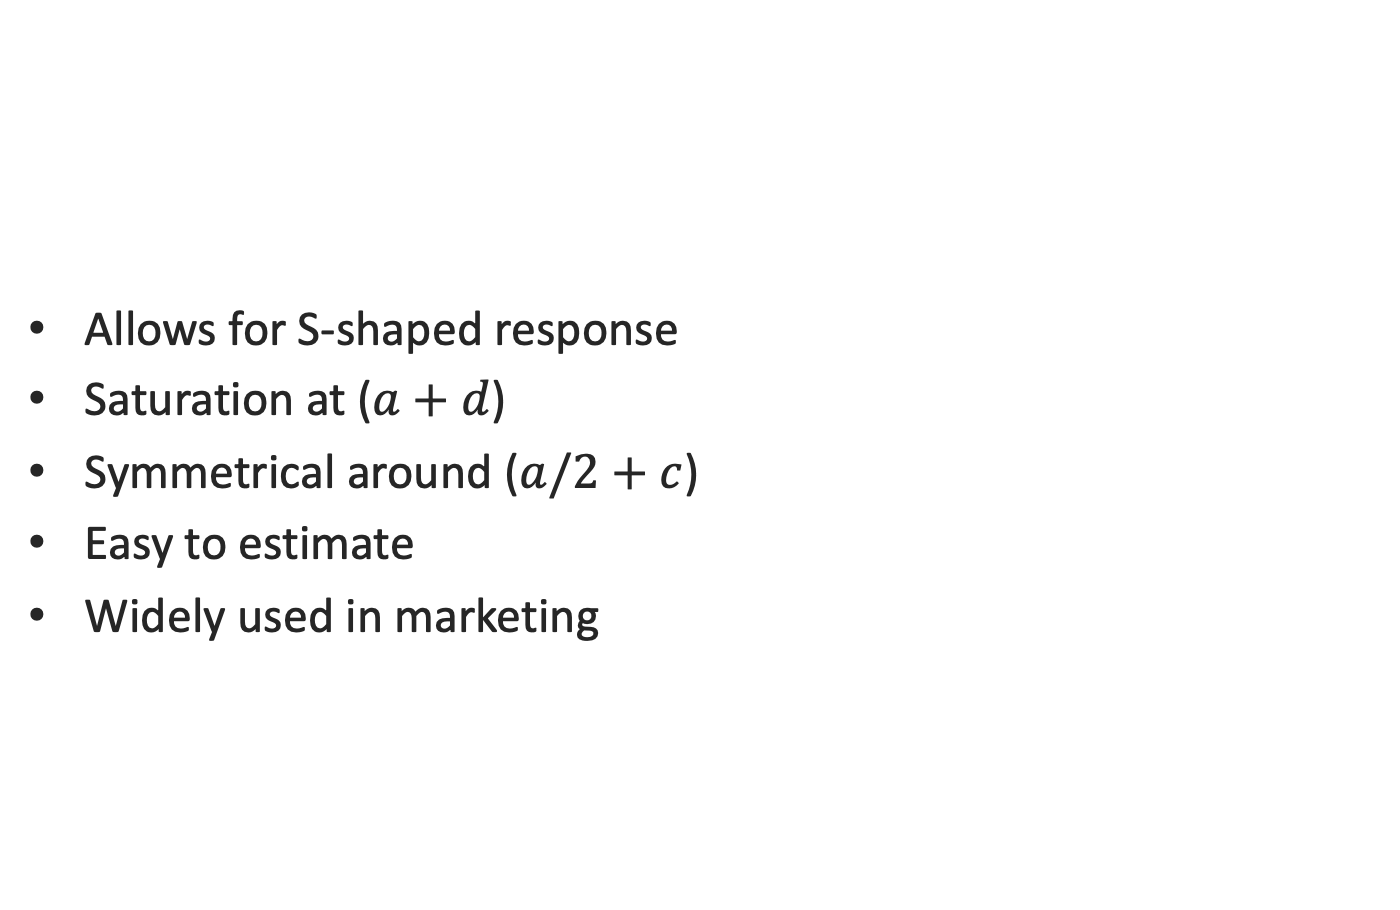 • Allows for S-shaped response
• Saturation at (a + d)
• Symmetrical around (a/2 + c)
• Easy to estimate
• Widely used in marketing